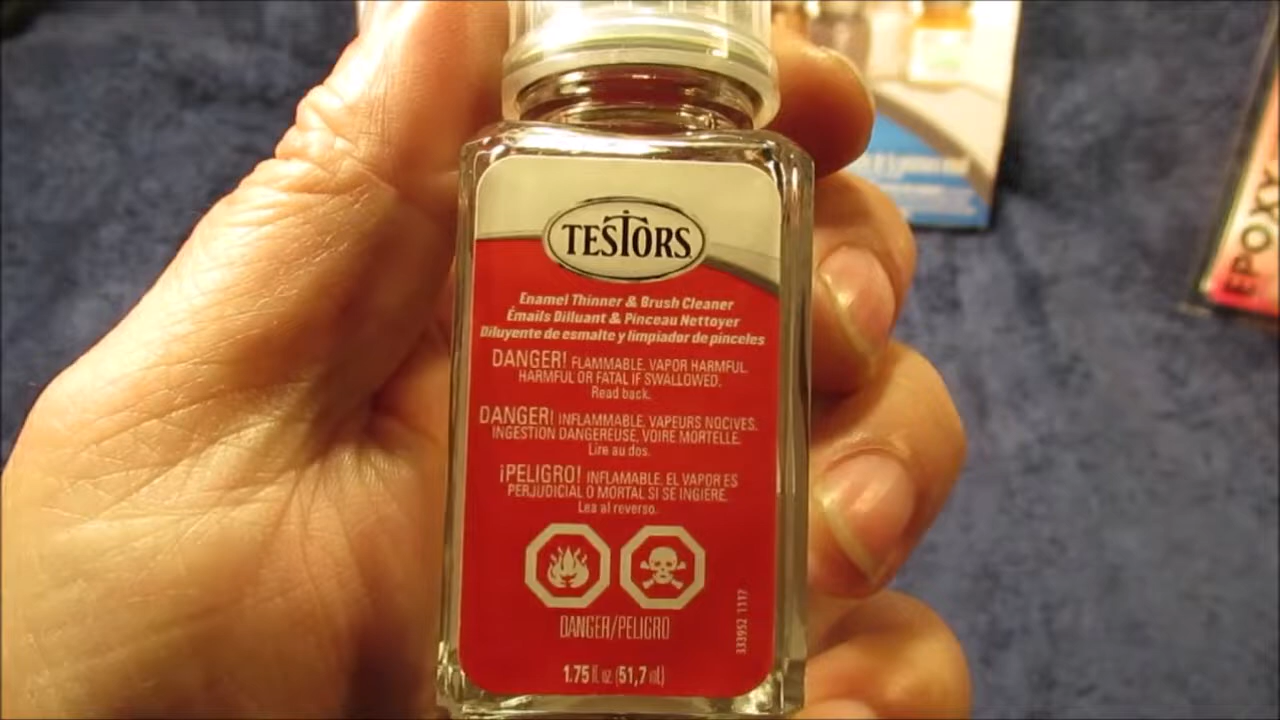 TESTORS
Enamel Thinner & Brush Cleaner
Émails Dilluant & Pinceau Nettoyer
Diluyente de esmalte y limpiador de pinceles
DANGER! FLAMMABLE. VAPOR HARMFUL.
HARMFUL OR FATAL IF SWALLOWED.
Read back.
DANGER! INFLAMMABLE, VAPEURS NOCIVES.
INGESTION DANGEREUSE, VOIRE MORTELLE.
Lire au dos.
¡PELIGRO! INFLAMABLE. EL VAPOR ES
PERJUDICIAL O MORTAL SI SE INGIERE.
Lea al reverso.
DANGER/PELIGRO
333952 1117
1.75 fl. oz. (51,7 ml)
EPOXY